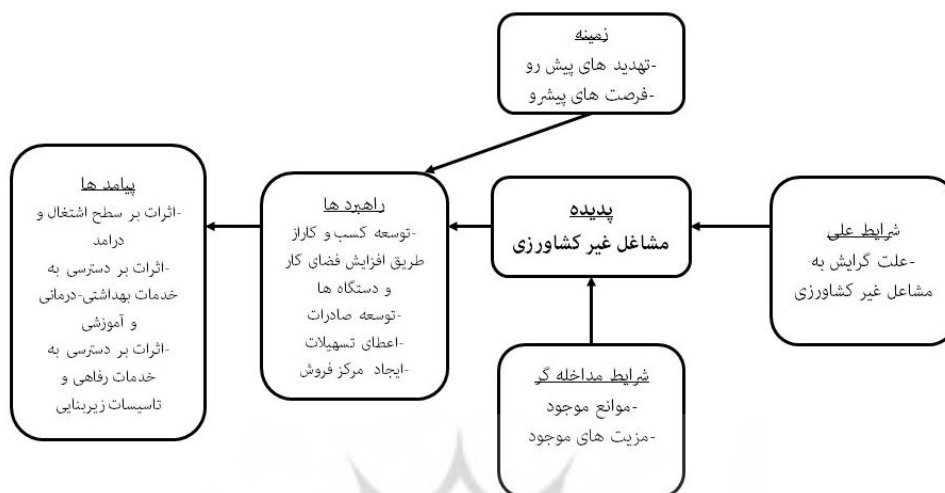 زمینه
-تهدید های پیش رو
-فرصت های پیشرو
شرایط علی
-علت گرایش به
مشاعل غیر کشاورزی
پدیده
مشاغل غیر کشاورزی
شرایط مداخله گر
-موانع موجود
-مزیت های موجود
راهبرد ها
-توسعه کسب و کاراز
طریق افزایش فضای کار
و دستگاه ها
-توسعه صادرات
-اعطای تسهیلات
-ایجاد مرکز فروش
پیامد ها
-اثرات بر سطح اشتغال و
درامد
-اثرات بر دسترسی به
خدمات بهداشتی-درمانی
و آموزشی
-اثرات بر دسترسی به
خدمات رفاهی و
تاسیسات زیربنایی